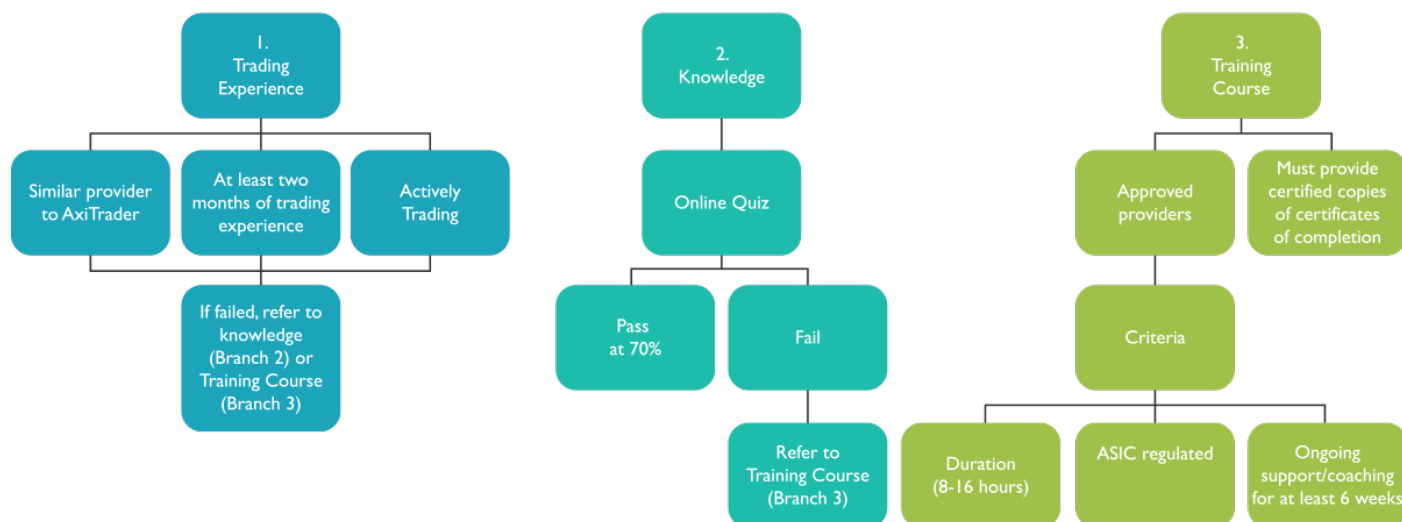 1.
Trading
Experience
Similar provider
to AxiTrader
At least two
months of trading
experience
Actively
Trading
If failed, refer to
knowledge
(Branch 2) or
Training Course
(Branch 3)
2.
Knowledge
Online Quiz
Pass
at 70%
Fail
Refer to
Training Course
(Branch 3)
3.
Training
Course
Approved
providers
Must provide
certified copies
of certificates
of completion
Criteria
Duration
(8-16 hours)
ASIC regulated
Ongoing
support/coaching
for at least 6 weeks